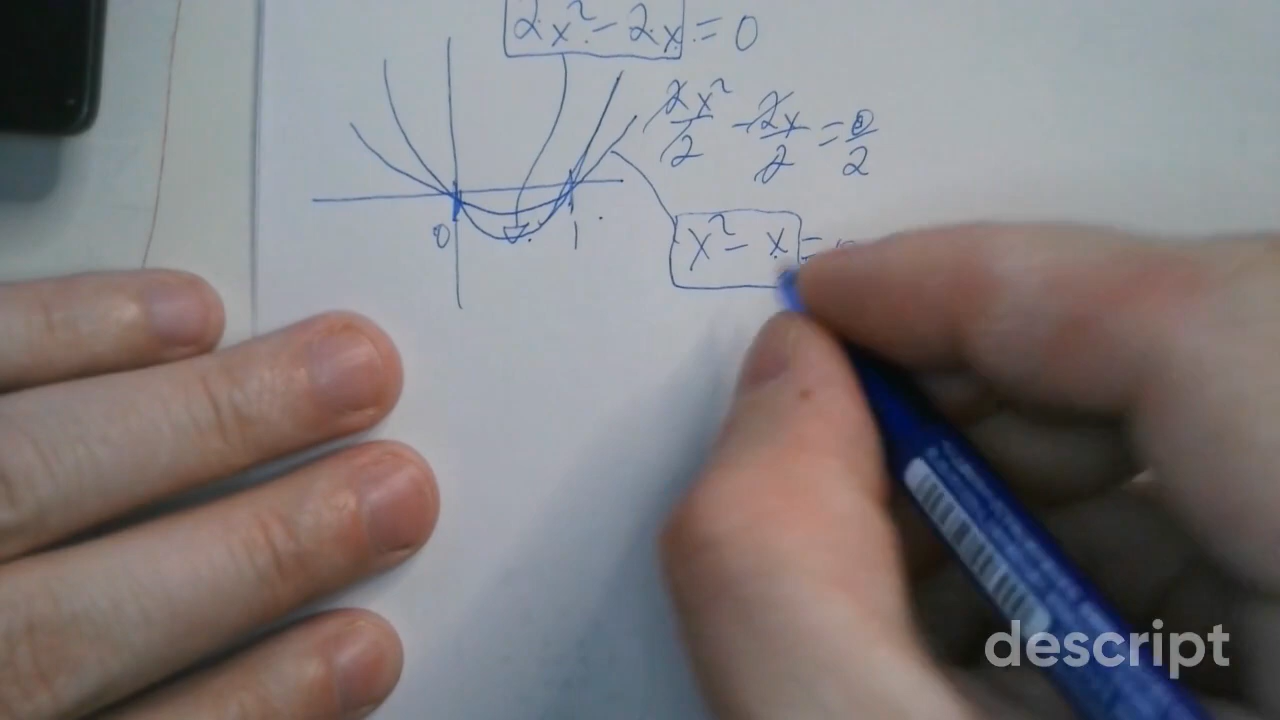 2x² - 2x = 0
2x²/2 - 2x/2 = 0/2
x² - x =
0 1
descript